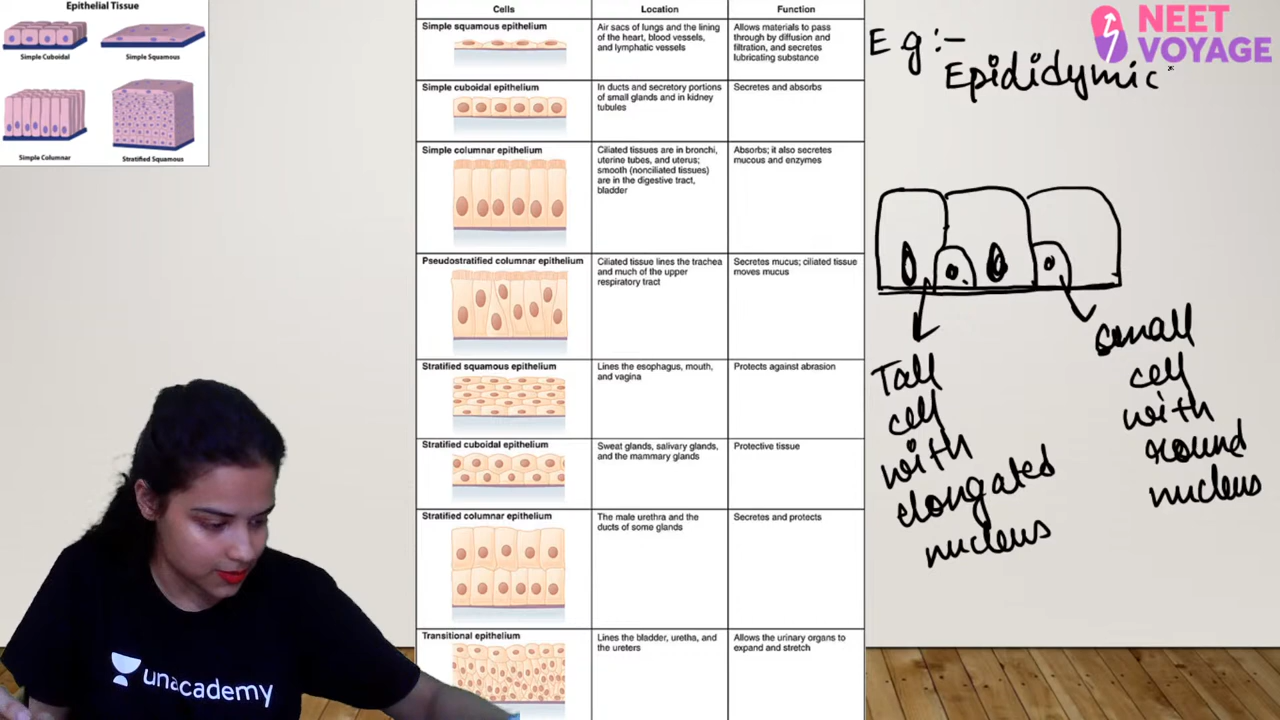 Epithelial Tissue
Simple Cuboidal
Simple Squamous
Simple Columnar
Stratified Squamous
Cells
Location
Function
Simple squamous epithelium
Air sacs of lungs and the lining
of the heart, blood vessels,
and lymphatic vessels
Allows materials to pass
through by diffusion and
filtration, and secretes
lubricating substance
Simple cuboidal epithelium
In ducts and secretory portions
of small glands and in kidney
tubules
Secretes and absorbs
Simple columnar epithelium
Ciliated tissues are in bronchi,
uterine tubes, and uterus;
smooth (nonciliated tissues)
are in the digestive tract,
bladder
Absorbs; it also secretes
mucous and enzymes
Pseudostratified columnar epithelium
Ciliated tissue lines the trachea
and much of the upper
respiratory tract
Secretes mucus; ciliated tissue
moves mucus
Stratified squamous epithelium
Lines the esophagus, mouth,
and vagina
Protects against abrasion
Stratified cuboidal epithelium
Sweat glands, salivary glands,
and the mammary glands
Protective tissue
Stratified columnar epithelium
The male urethra and the
ducts of some glands
Secretes and protects
Transitional epithelium
Lines the bladder, uretha, and
the ureters
Allows the urinary organs to
expand and stretch
Eg:-
Epididymic
Tall
cell
with
elongated
nucleus
small
cell
with
round
nucleus
NEET
VOYAGE
unacademy